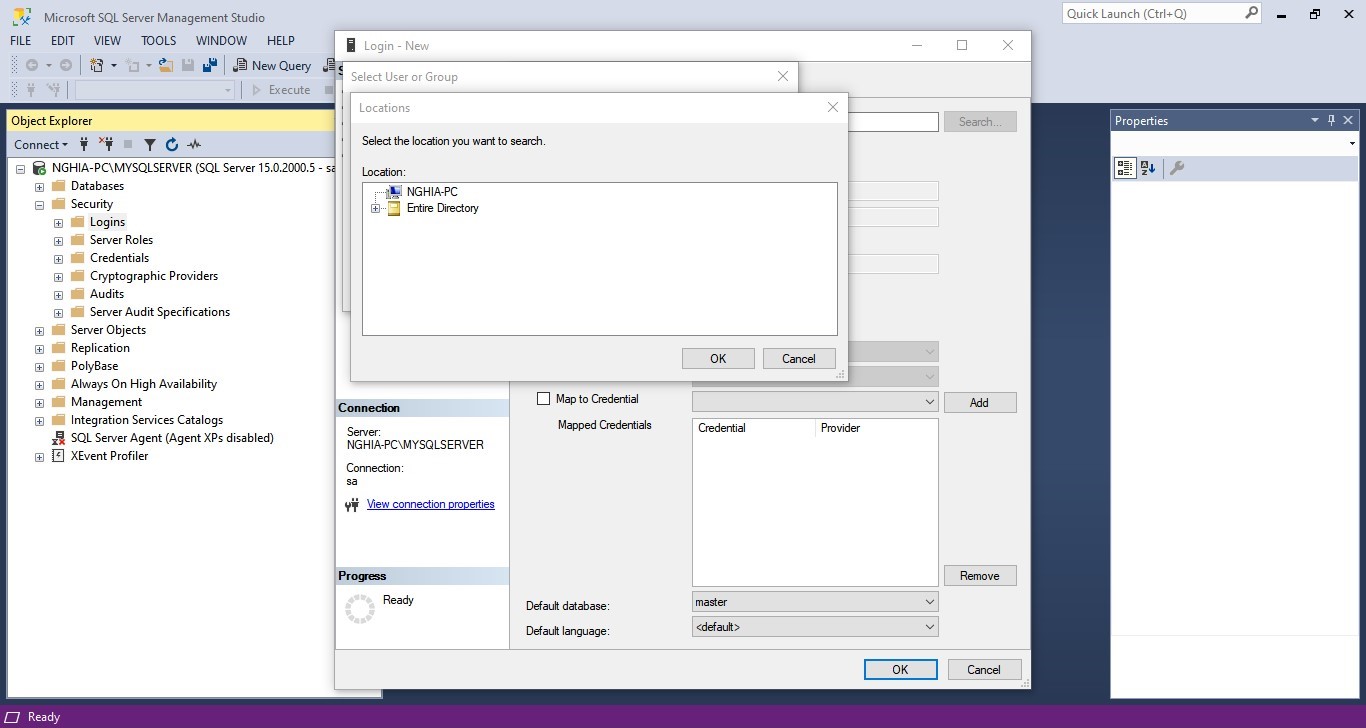 Microsoft SQL Server Management Studio
Quick Launch (Ctrl+Q)
FILE EDIT VIEW TOOLS WINDOW HELP
New Query
Execute
Object Explorer
Connect
NGHIA-PC\MYSQLSERVER (SQL Server 15.0.2000.5 - sa
Databases
Security
Logins
Server Roles
Credentials
Cryptographic Providers
Audits
Server Audit Specifications
Server Objects
Replication
PolyBase
Always On High Availability
Management
Integration Services Catalogs
SQL Server Agent (Agent XPs disabled)
XEvent Profiler
Login - New
Select User or Group
Locations
Select the location you want to search.
Location:
NGHIA-PC
Entire Directory
OK Cancel
Search...
Map to Credential
Add
Mapped Credentials
Credential Provider
Remove
Default database:
master
Default language:
<default>
Connection
Server:
NGHIA-PC\MYSQLSERVER
Connection:
sa
View connection properties
Progress
Ready
OK Cancel
Properties
Ready